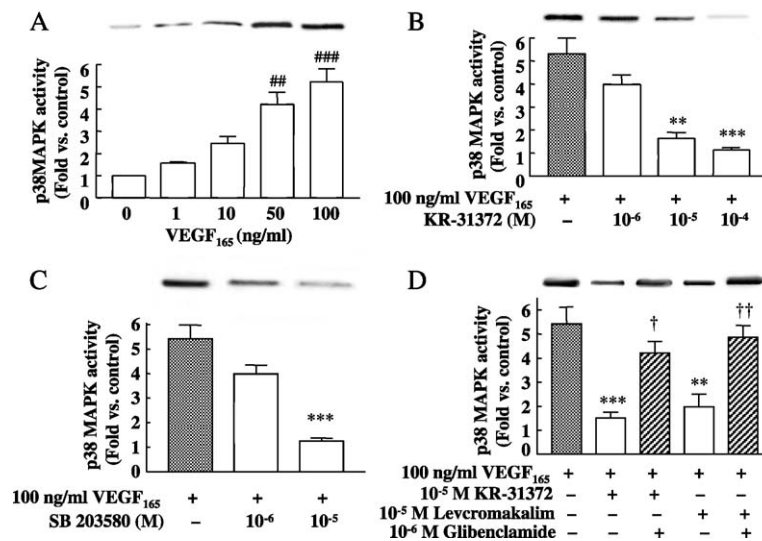 A
p38MAPK activity
(Fold vs. control)
6
5
4
3
2
1
0
## ###
0 1 10 50 100
VEGF165 (ng/ml)
B
p38 MAPK activity
(Fold vs. control)
6
5
4
3
2
1
0
** ***
100 ng/ml VEGF165 + + + +
KR-31372 (M) – 10-6 10-5 10-4
C
p38 MAPK activity
(Fold vs. control)
6
5
4
3
2
1
0
***
100 ng/ml VEGF165 + + +
SB 203580 (M) – 10-6 10-5
D
p38 MAPK activity
(Fold vs. control)
6
5
4
3
2
1
0
*** † ** ††
100 ng/ml VEGF165 + + + + +
10-5 M KR-31372 – + + – –
10-5 M Levcromakalim – – – + +
10-6 M Glibenclamide – – + – +